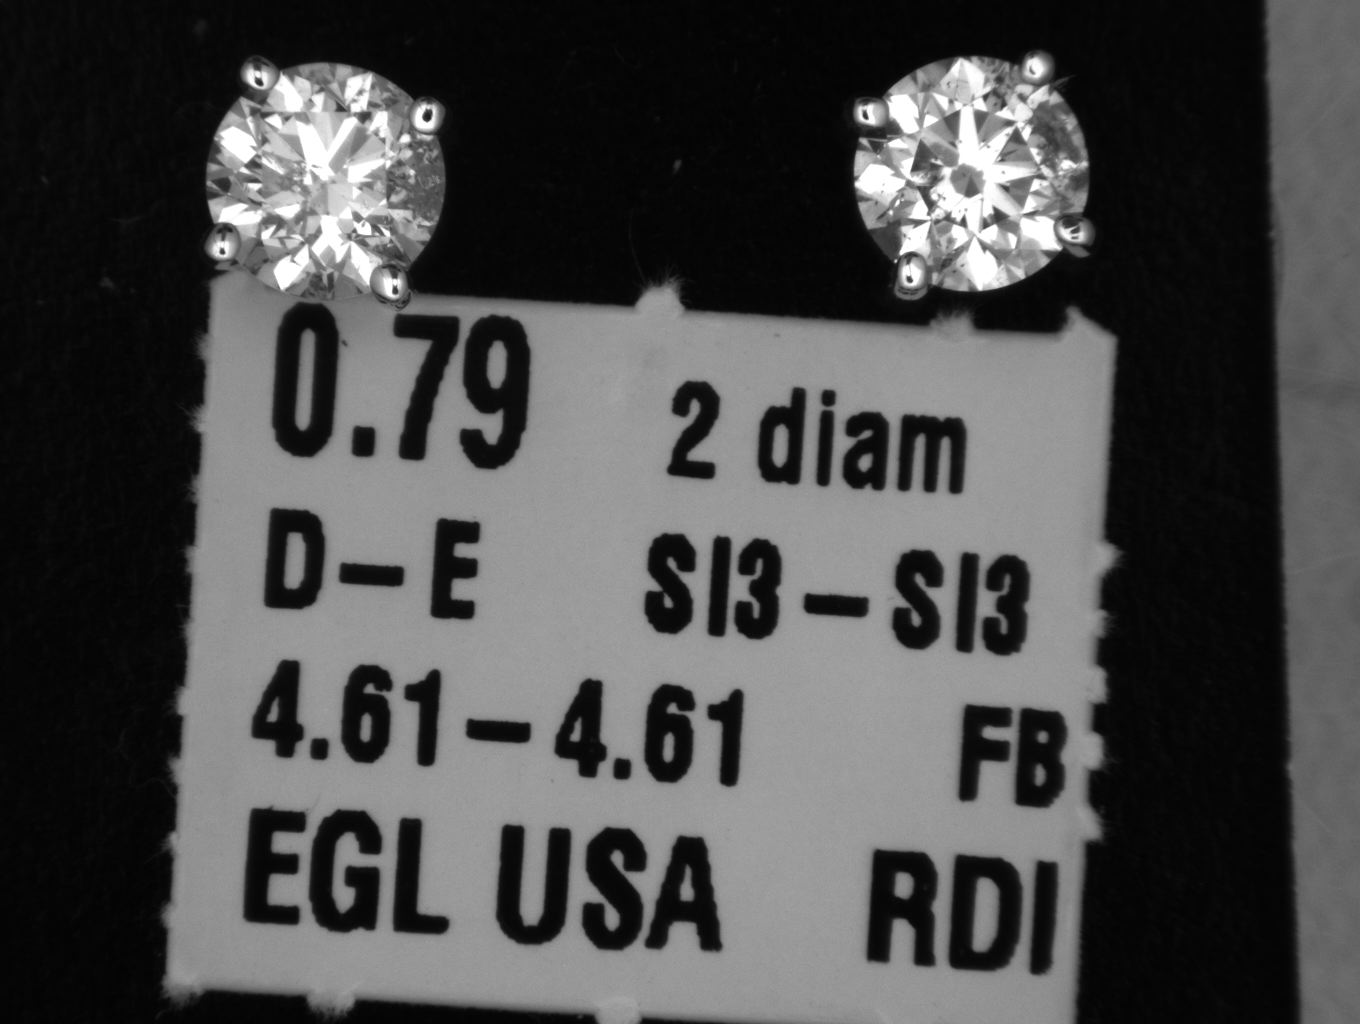 0.79 2 diam
D-E SI3-SI3
4.61-4.61 FB
EGL USA RDI